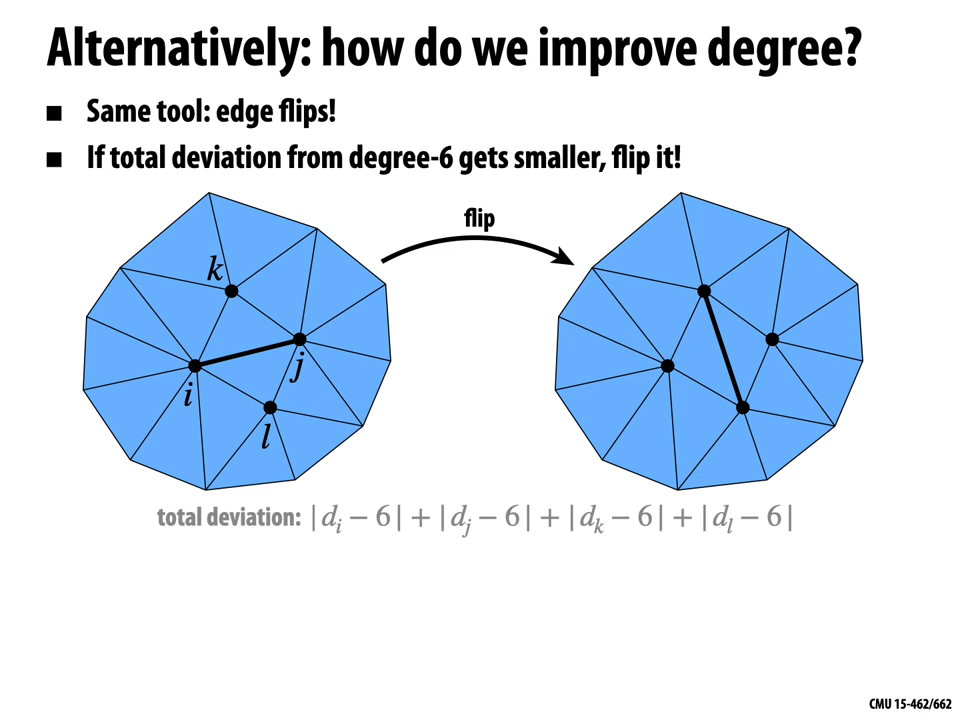 Alternatively: how do we improve degree?
■ Same tool: edge flips!
■ If total deviation from degree-6 gets smaller, flip it!
flip
k
j
i
l
total deviation: |d_i − 6| + |d_j − 6| + |d_k − 6| + |d_l − 6|
CMU 15-462/662